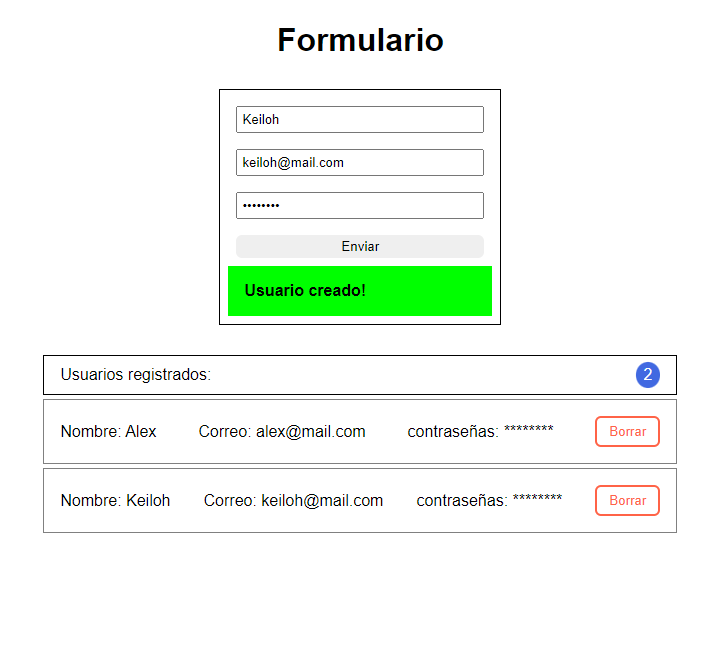 Formulario
Keiloh
keiloh@mail.com
••••••••
Enviar
Usuario creado!
Usuarios registrados: 2
Nombre: Alex Correo: alex@mail.com contraseñas: ******** Borrar
Nombre: Keiloh Correo: keiloh@mail.com contraseñas: ******** Borrar